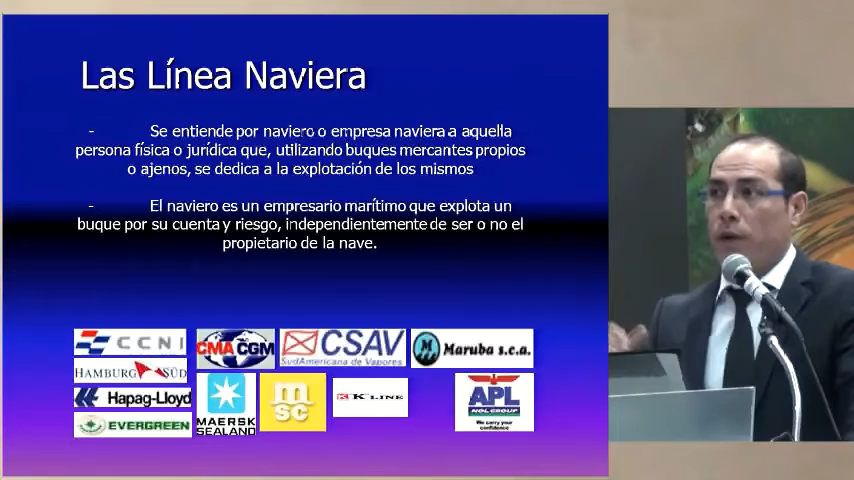 Las Línea Naviera
- Se entiende por naviero o empresa naviera a aquella
persona física o jurídica que, utilizando buques mercantes propios
o ajenos, se dedica a la explotación de los mismos
- El naviero es un empresario marítimo que explota un
buque por su cuenta y riesgo, independientemente de ser o no el
propietario de la nave.
CCNI
CMA CGM
CSAV
SudAmericana de Vapores
Maruba s.c.a.
HAMBURG SÜD
Hapag-Lloyd
EVERGREEN
MAERSK
SEALAND
m
sc
K LINE
APL
NOL GROUP
We carry your
confidence